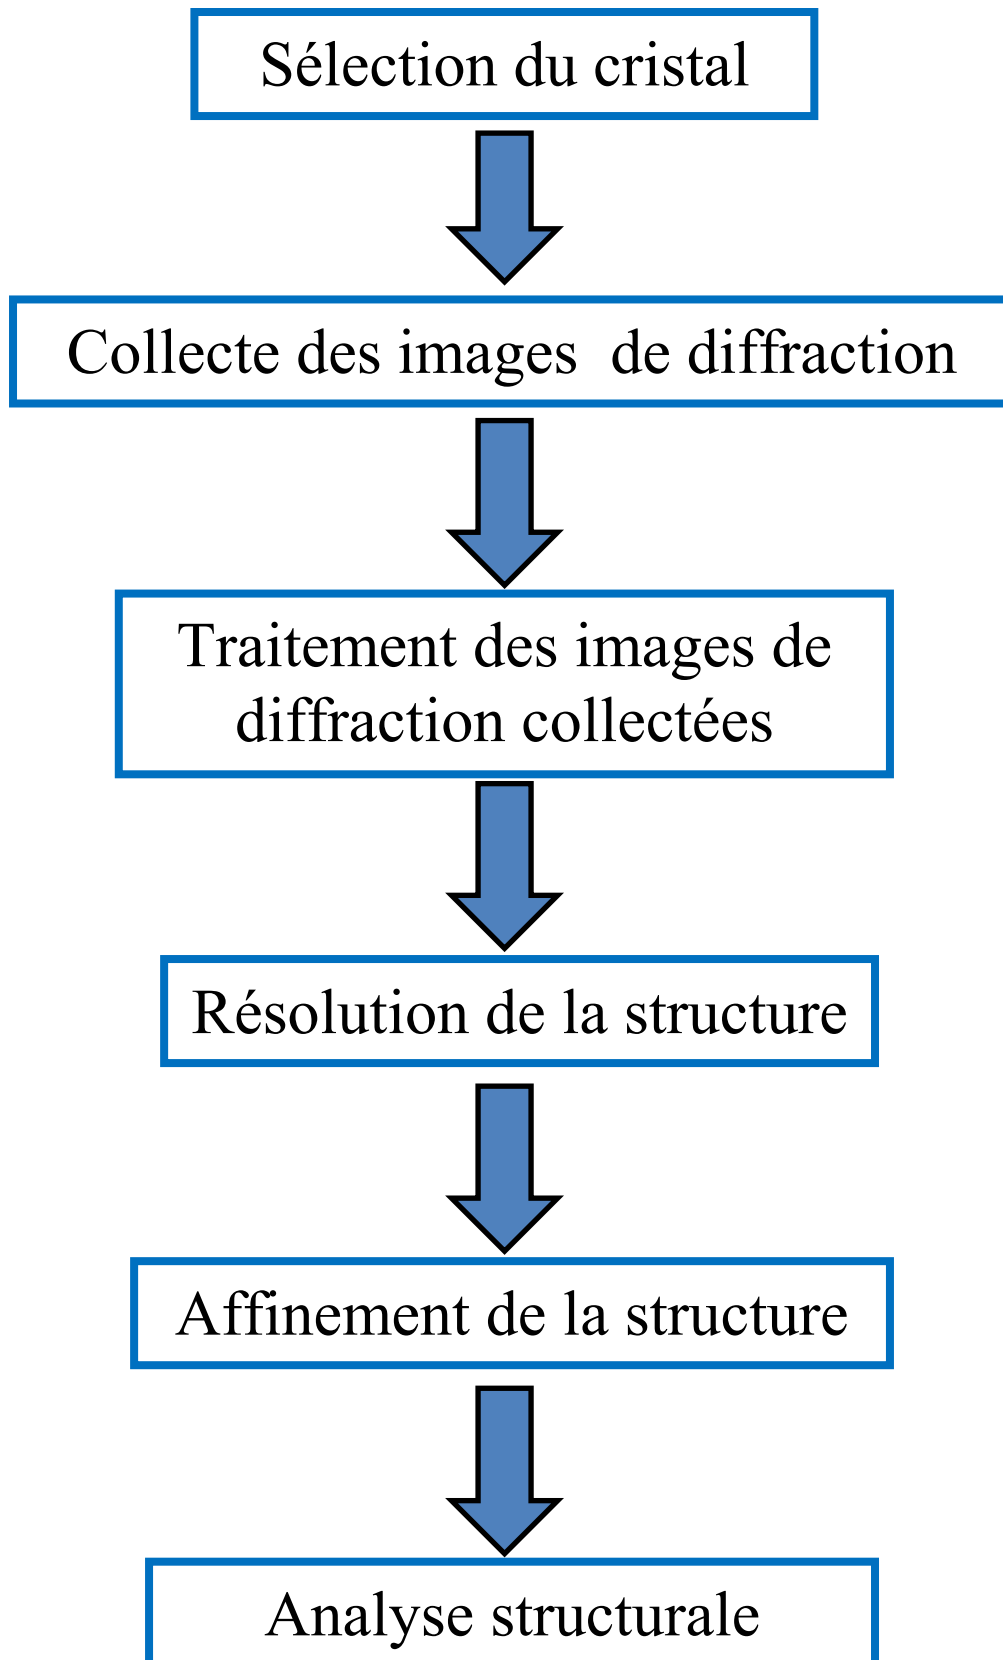 Sélection du cristal
Collecte des images  de diffraction
Traitement des images de
diffraction collectées
Résolution de la structure
Affinement de la structure
Analyse structurale